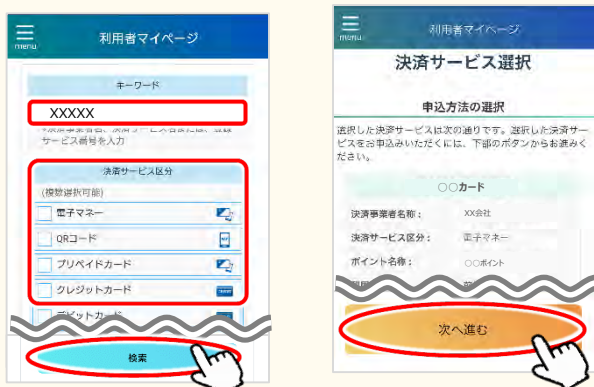 menu
利用者マイページ
キーワード
XXXXX
サービス番号を入力
決済サービス区分
(複数選択可能)
電子マネー
QRコード
プリペイドカード
クレジットカード
デビットカード
検索
menu
利用者マイページ
決済サービス選択
申込方法の選択
選択した決済サービスは次の通りです。選択した決済サー
ビスをお申込みいただくには、下部のボタンからお進みく
ださい。
○○カード
決済事業者名称： XX会社
決済サービス区分： 電子マネー
ポイント名称： ○○ポイント
次へ進む